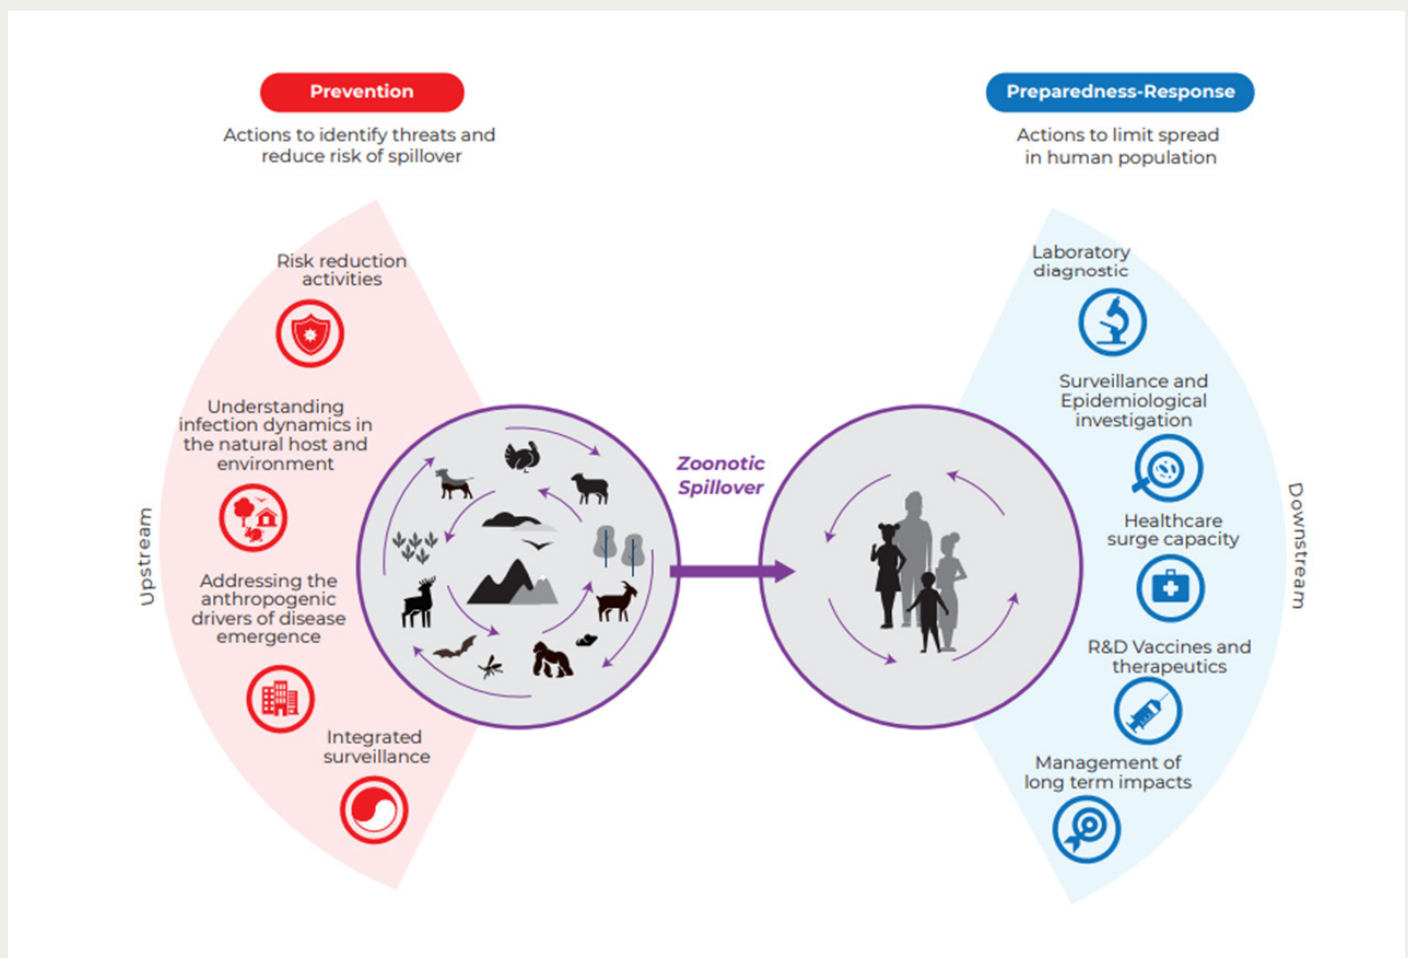 Prevention
Actions to identify threats and
reduce risk of spillover
Risk reduction
activities
Understanding
infection dynamics in
the natural host and
environment
Addressing the
anthropogenic
drivers of disease
emergence
Integrated
surveillance
Upstream
Zoonotic
Spillover
Preparedness-Response
Actions to limit spread
in human population
Laboratory
diagnostic
Surveillance and
Epidemiological
investigation
Healthcare
surge capacity
R&D Vaccines and
therapeutics
Management of
long term impacts
Downstream